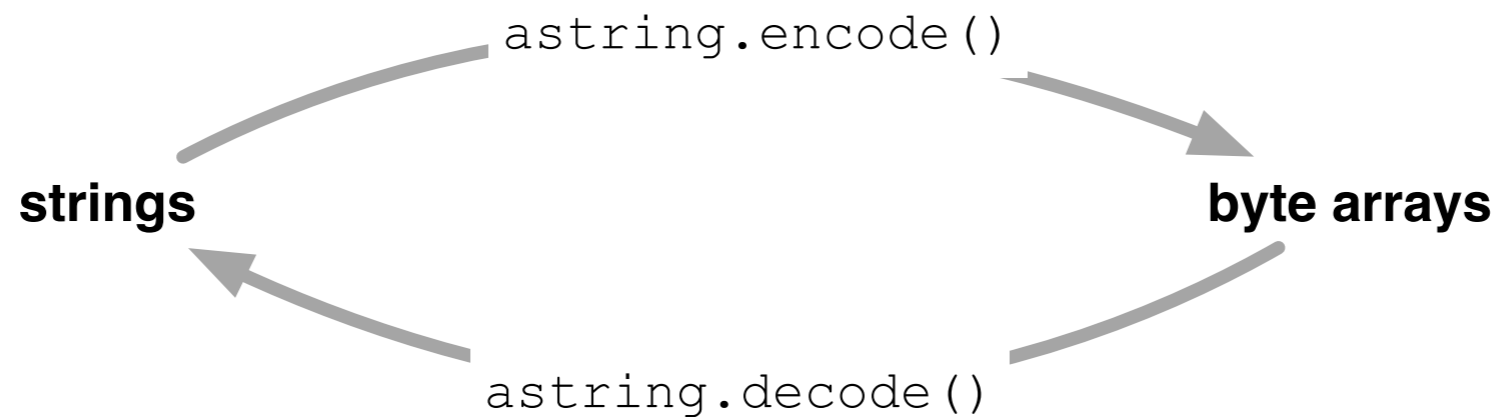 astring.encode()
strings
byte arrays
astring.decode()